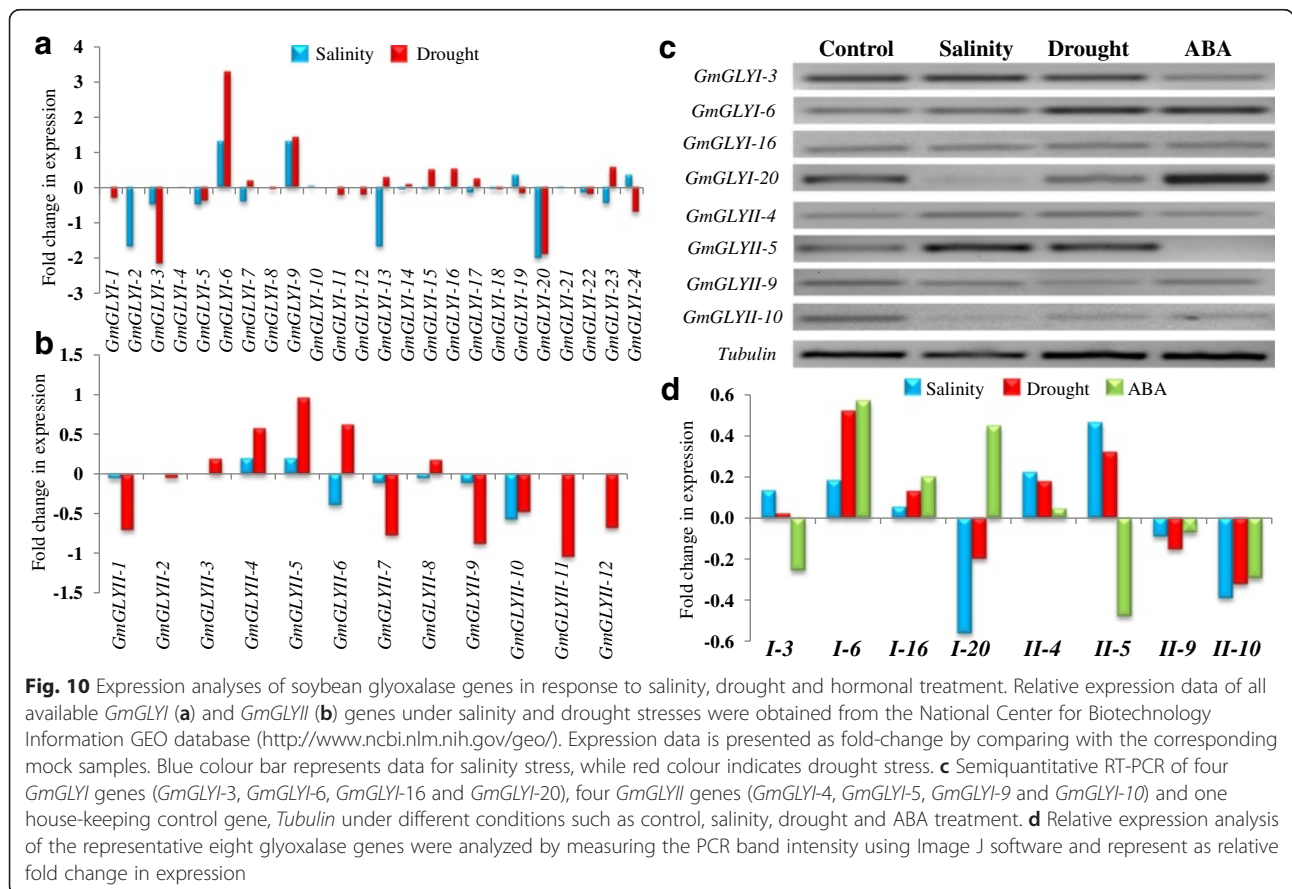 a
Salinity Drought
Fold change in expression
4
3
2
1
0
-1
-2
-3
GmGLYI-1
GmGLYI-2
GmGLYI-3
GmGLYI-4
GmGLYI-5
GmGLYI-6
GmGLYI-7
GmGLYI-8
GmGLYI-9
GmGLYI-10
GmGLYI-11
GmGLYI-12
GmGLYI-13
GmGLYI-14
GmGLYI-15
GmGLYI-16
GmGLYI-17
GmGLYI-18
GmGLYI-19
GmGLYI-20
GmGLYI-21
GmGLYI-22
GmGLYI-23
GmGLYI-24
b
Fold change in expression
1.5
1
0.5
0
-0.5
-1
-1.5
GmGLYII-1
GmGLYII-2
GmGLYII-3
GmGLYII-4
GmGLYII-5
GmGLYII-6
GmGLYII-7
GmGLYII-8
GmGLYII-9
GmGLYII-10
GmGLYII-11
GmGLYII-12
c
Control Salinity Drought ABA
GmGLYI-3
GmGLYI-6
GmGLYI-16
GmGLYI-20
GmGLYII-4
GmGLYII-5
GmGLYII-9
GmGLYII-10
Tubulin
d
Salinity Drought ABA
Fold change in expression
0.6
0.4
0.2
0.0
-0.2
-0.4
-0.6
I-3 I-6 I-16 I-20 II-4 II-5 II-9 II-10
Fig. 10 Expression analyses of soybean glyoxalase genes in response to salinity, drought and hormonal treatment. Relative expression data of all
available GmGLYI (a) and GmGLYII (b) genes under salinity and drought stresses were obtained from the National Center for Biotechnology
Information GEO database (http://www.ncbi.nlm.nih.gov/geo/). Expression data is presented as fold-change by comparing with the corresponding
mock samples. Blue colour bar represents data for salinity stress, while red colour indicates drought stress. c Semiquantitative RT-PCR of four
GmGLYI genes (GmGLYI-3, GmGLYI-6, GmGLYI-16 and GmGLYI-20), four GmGLYII genes (GmGLYI-4, GmGLYI-5, GmGLYI-9 and GmGLYI-10) and one
house-keeping control gene, Tubulin under different conditions such as control, salinity, drought and ABA treatment. d Relative expression analysis
of the representative eight glyoxalase genes were analyzed by measuring the PCR band intensity using Image J software and represent as relative
fold change in expression